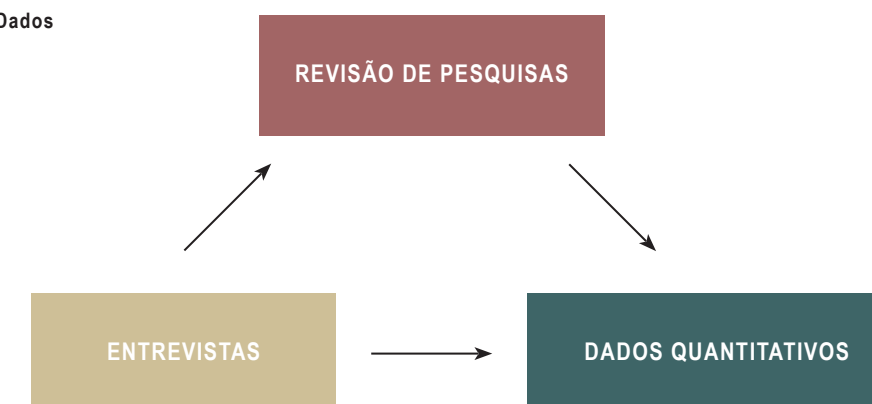 Dados
REVISÃO DE PESQUISAS
ENTREVISTAS
DADOS QUANTITATIVOS